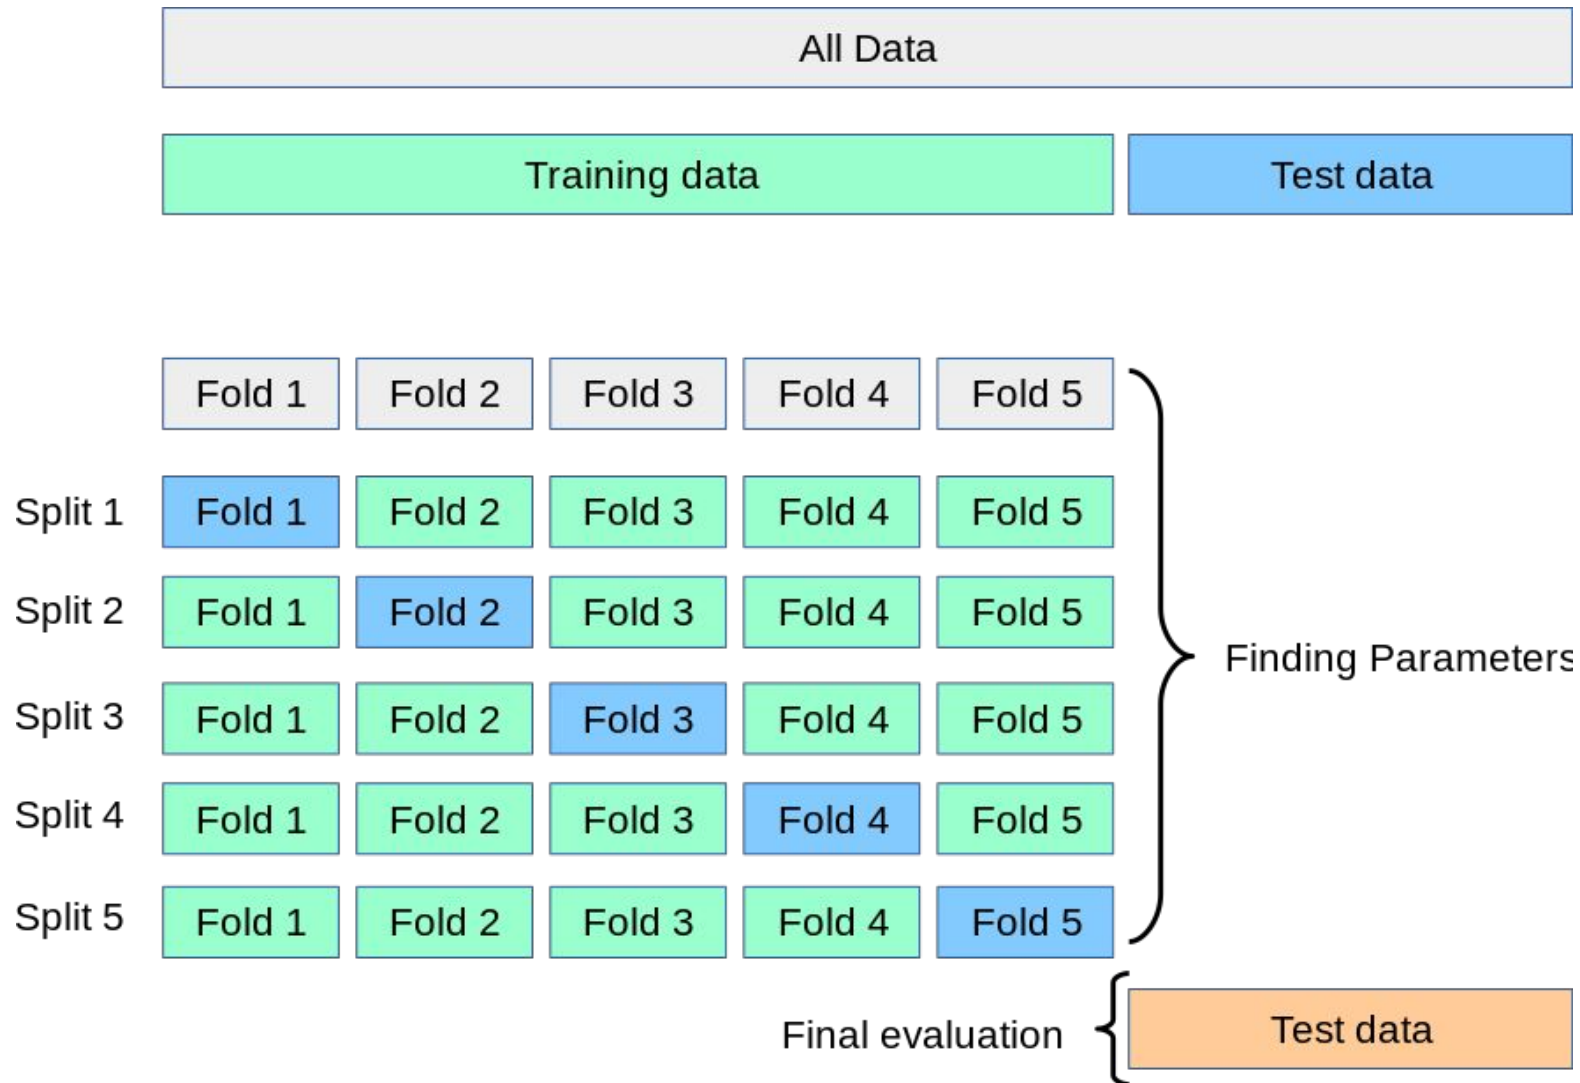 All Data
Training data Test data
Fold 1 Fold 2 Fold 3 Fold 4 Fold 5
Split 1 Fold 1 Fold 2 Fold 3 Fold 4 Fold 5
Split 2 Fold 1 Fold 2 Fold 3 Fold 4 Fold 5
Finding Parameters
Split 3 Fold 1 Fold 2 Fold 3 Fold 4 Fold 5
Split 4 Fold 1 Fold 2 Fold 3 Fold 4 Fold 5
Split 5 Fold 1 Fold 2 Fold 3 Fold 4 Fold 5
Final evaluation Test data